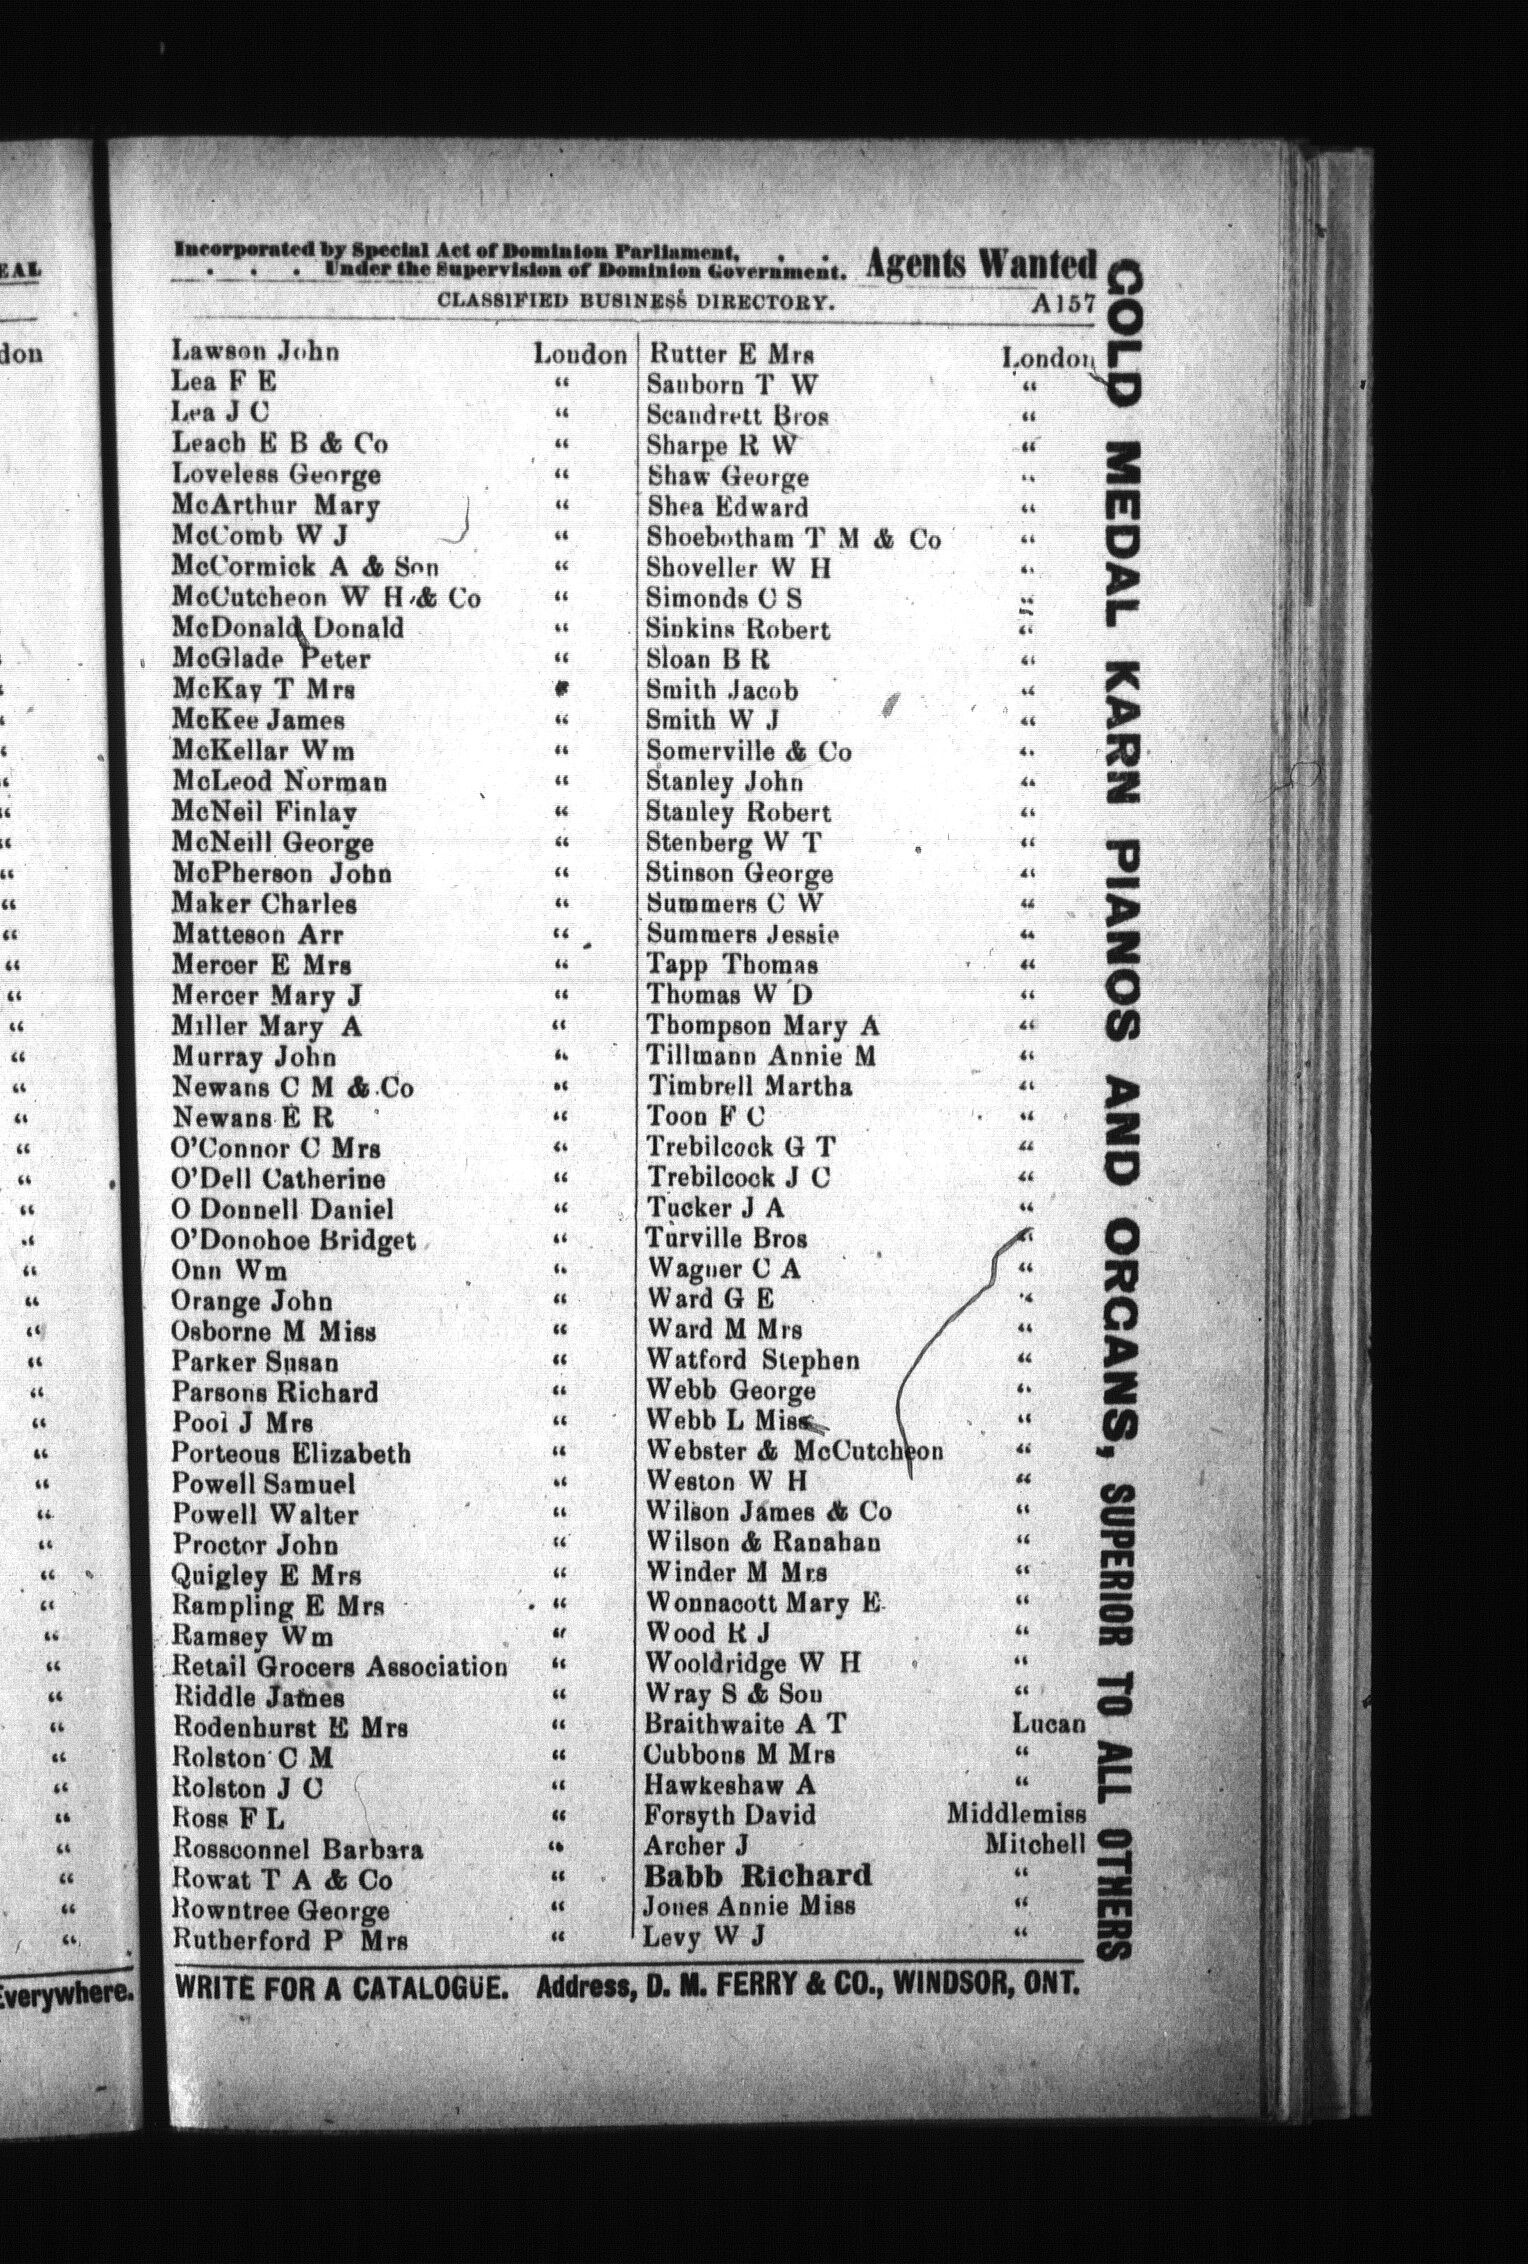 EAL
don
Everywhere.
Incorporated by Special Act of Dominion Parliament, . .
. . . Under the Supervision of Dominion Government. Agents Wanted
CLASSIFIED BUSINESS DIRECTORY. A157
Lawson John London
Lea F E “
Lea J C “
Leach E B & Co “
Loveless George “
McArthur Mary “
McComb W J “
McCormick A & Son “
McCutcheon W H & Co “
McDonald Donald “
McGlade Peter “
McKay T Mrs “
McKee James “
McKellar Wm “
McLeod Norman “
McNeil Finlay “
McNeill George “
McPherson John “
Maker Charles “
Matteson Arr “
Mercer E Mrs “
Mercer Mary J “
Miller Mary A “
Murray John “
Newans C M & Co “
Newans E R “
O'Connor C Mrs “
O'Dell Catherine “
O Donnell Daniel “
O'Donohoe Bridget “
Onn Wm “
Orange John “
Osborne M Miss “
Parker Susan “
Parsons Richard “
Pool J Mrs “
Porteous Elizabeth “
Powell Samuel “
Powell Walter “
Proctor John “
Quigley E Mrs “
Rampling E Mrs “
Ramsey Wm “
Retail Grocers Association “
Riddle James “
Rodenhurst E Mrs “
Rolston C M “
Rolston J C “
Ross F L “
Rossconnel Barbara “
Rowat T A & Co “
Rowntree George “
Rutherford P Mrs “
Rutter E Mrs London
Sanborn T W “
Scandrett Bros “
Sharpe R W “
Shaw George “
Shea Edward “
Shoebotham T M & Co “
Shoveller W H “
Simonds C S “
Sinkins Robert “
Sloan B R “
Smith Jacob “
Smith W J “
Somerville & Co “
Stanley John “
Stanley Robert “
Stenberg W T “
Stinson George “
Summers C W “
Summers Jessie “
Tapp Thomas “
Thomas W D “
Thompson Mary A “
Tillmann Annie M “
Timbrell Martha “
Toon F C “
Trebilcock G T “
Trebilcock J C “
Tucker J A “
Turville Bros “
Wagner C A “
Ward G E “
Ward M Mrs “
Watford Stephen “
Webb George “
Webb L Miss “
Webster & McCutcheon “
Weston W H “
Wilson James & Co “
Wilson & Ranahan “
Winder M Mrs “
Wonnacott Mary E “
Wood R J “
Wooldridge W H “
Wray S & Son “
Braithwaite A T Lucan
Cubbons M Mrs “
Hawkeshaw A “
Forsyth David Middlemiss
Archer J Mitchell
Babb Richard “
Jones Annie Miss “
Levy W J “
WRITE FOR A CATALOGUE. Address, D. M. FERRY & CO., WINDSOR, ONT.
GOLD MEDAL KARN PIANOS AND ORGANS, SUPERIOR TO ALL OTHERS